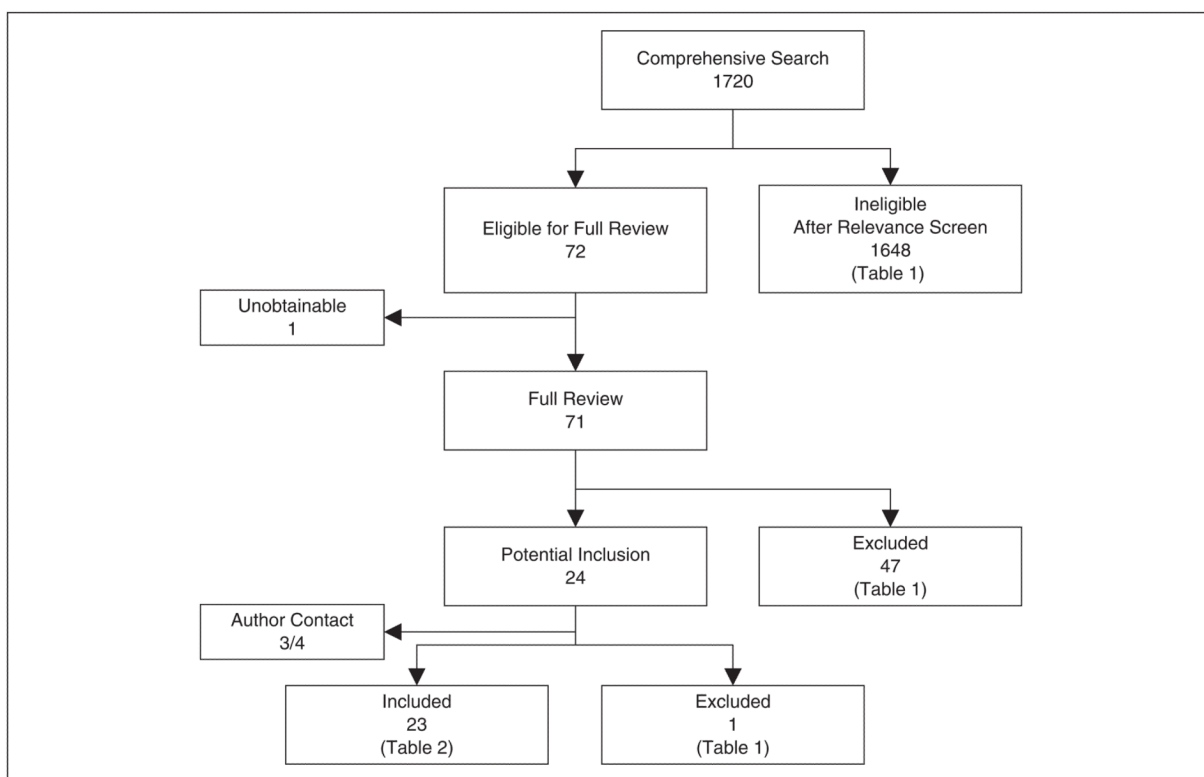 Comprehensive Search
1720
Eligible for Full Review
72
Ineligible
After Relevance Screen
1648
(Table 1)
Unobtainable
1
Full Review
71
Potential Inclusion
24
Excluded
47
(Table 1)
Author Contact
3/4
Included
23
(Table 2)
Excluded
1
(Table 1)